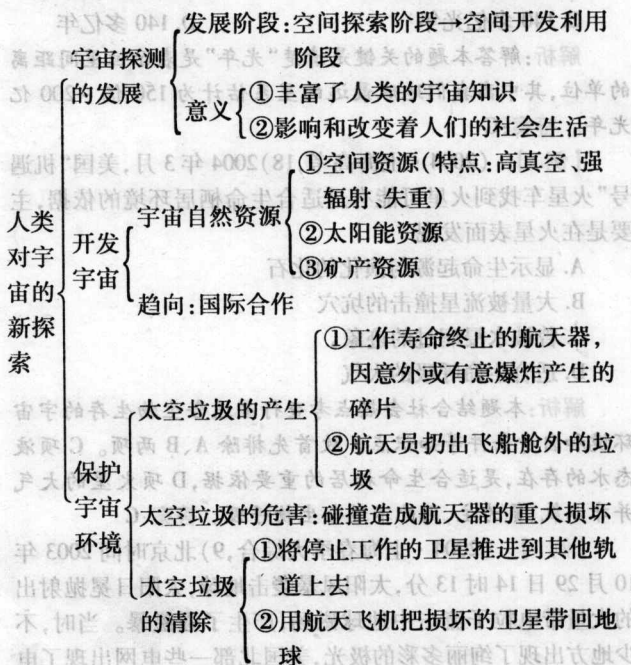 人类对宇宙的新探索
宇宙探测的发展
发展阶段:空间探索阶段→空间开发利用
阶段
意义
①丰富了人类的宇宙知识
②影响和改变着人们的社会生活
开发宇宙
宇宙自然资源
①空间资源(特点:高真空、强
辐射、失重)
②太阳能资源
③矿产资源
趋向:国际合作
保护宇宙环境
太空垃圾的产生
①工作寿命终止的航天器,
因意外或有意爆炸产生的
碎片
②航天员扔出飞船舱外的垃
圾
太空垃圾的危害:碰撞造成航天器的重大损坏
太空垃圾的清除
①将停止工作的卫星推进到其他轨
道上去
②用航天飞机把损坏的卫星带回地
球